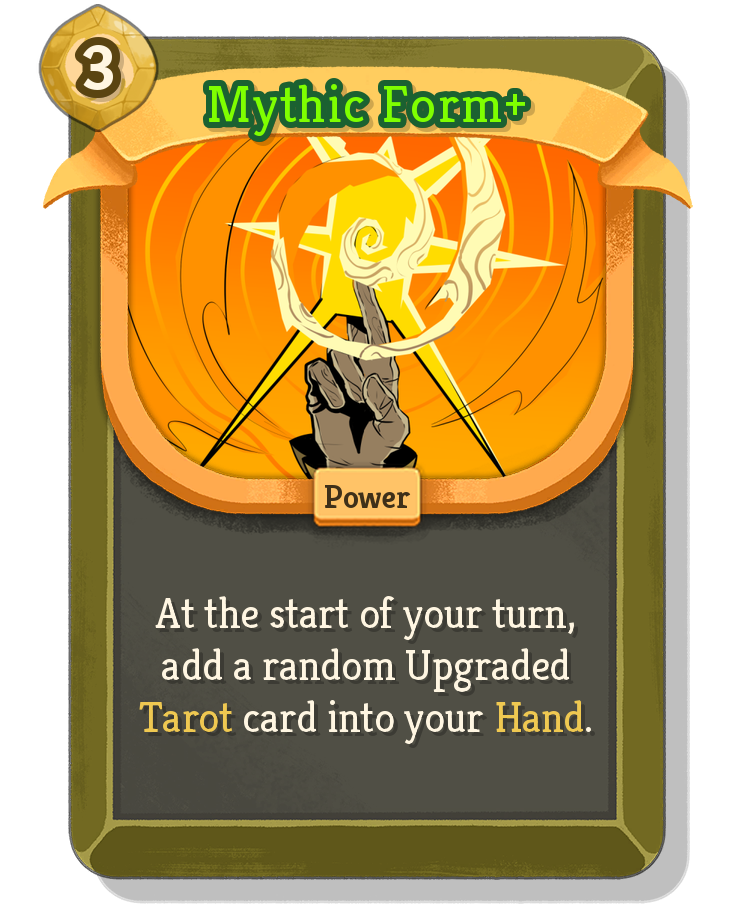 3
Mythic Form+
Power
At the start of your turn,
add a random Upgraded
Tarot card into your Hand.